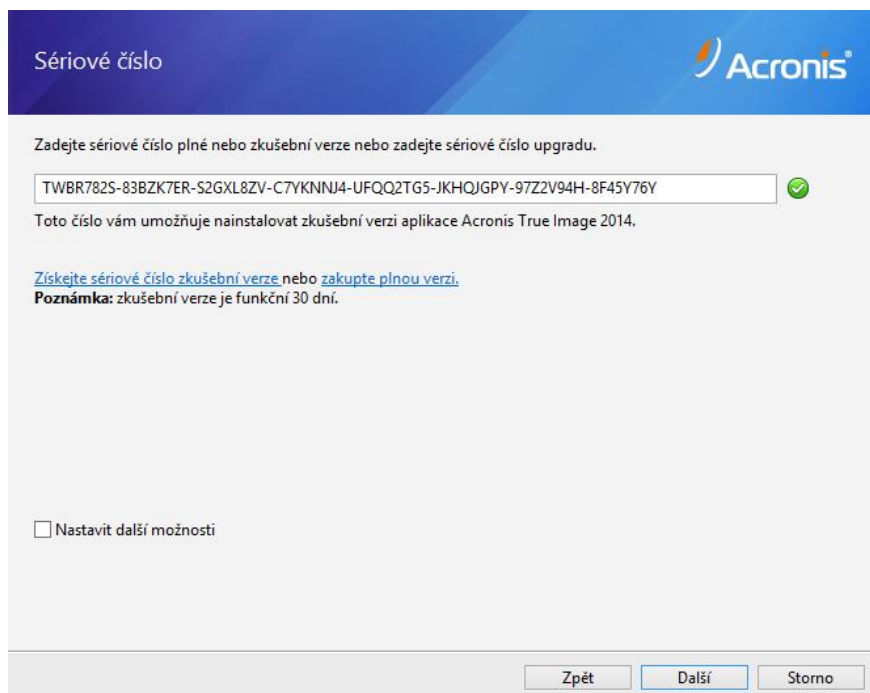 Sériové číslo
Acronis®
Zadejte sériové číslo plné nebo zkušební verze nebo zadejte sériové číslo upgradu.
TWBR782S-83BZK7ER-S2GXL8ZV-C7YKNNJ4-UFQQ2TG5-JKHQJGPY-97Z2V94H-8F45Y76Y
Toto číslo vám umožňuje nainstalovat zkušební verzi aplikace Acronis True Image 2014.
Získejte sériové číslo zkušební verze nebo zakupte plnou verzi.
Poznámka: zkušební verze je funkční 30 dní.
Nastavit další možnosti
Zpět Další Storno